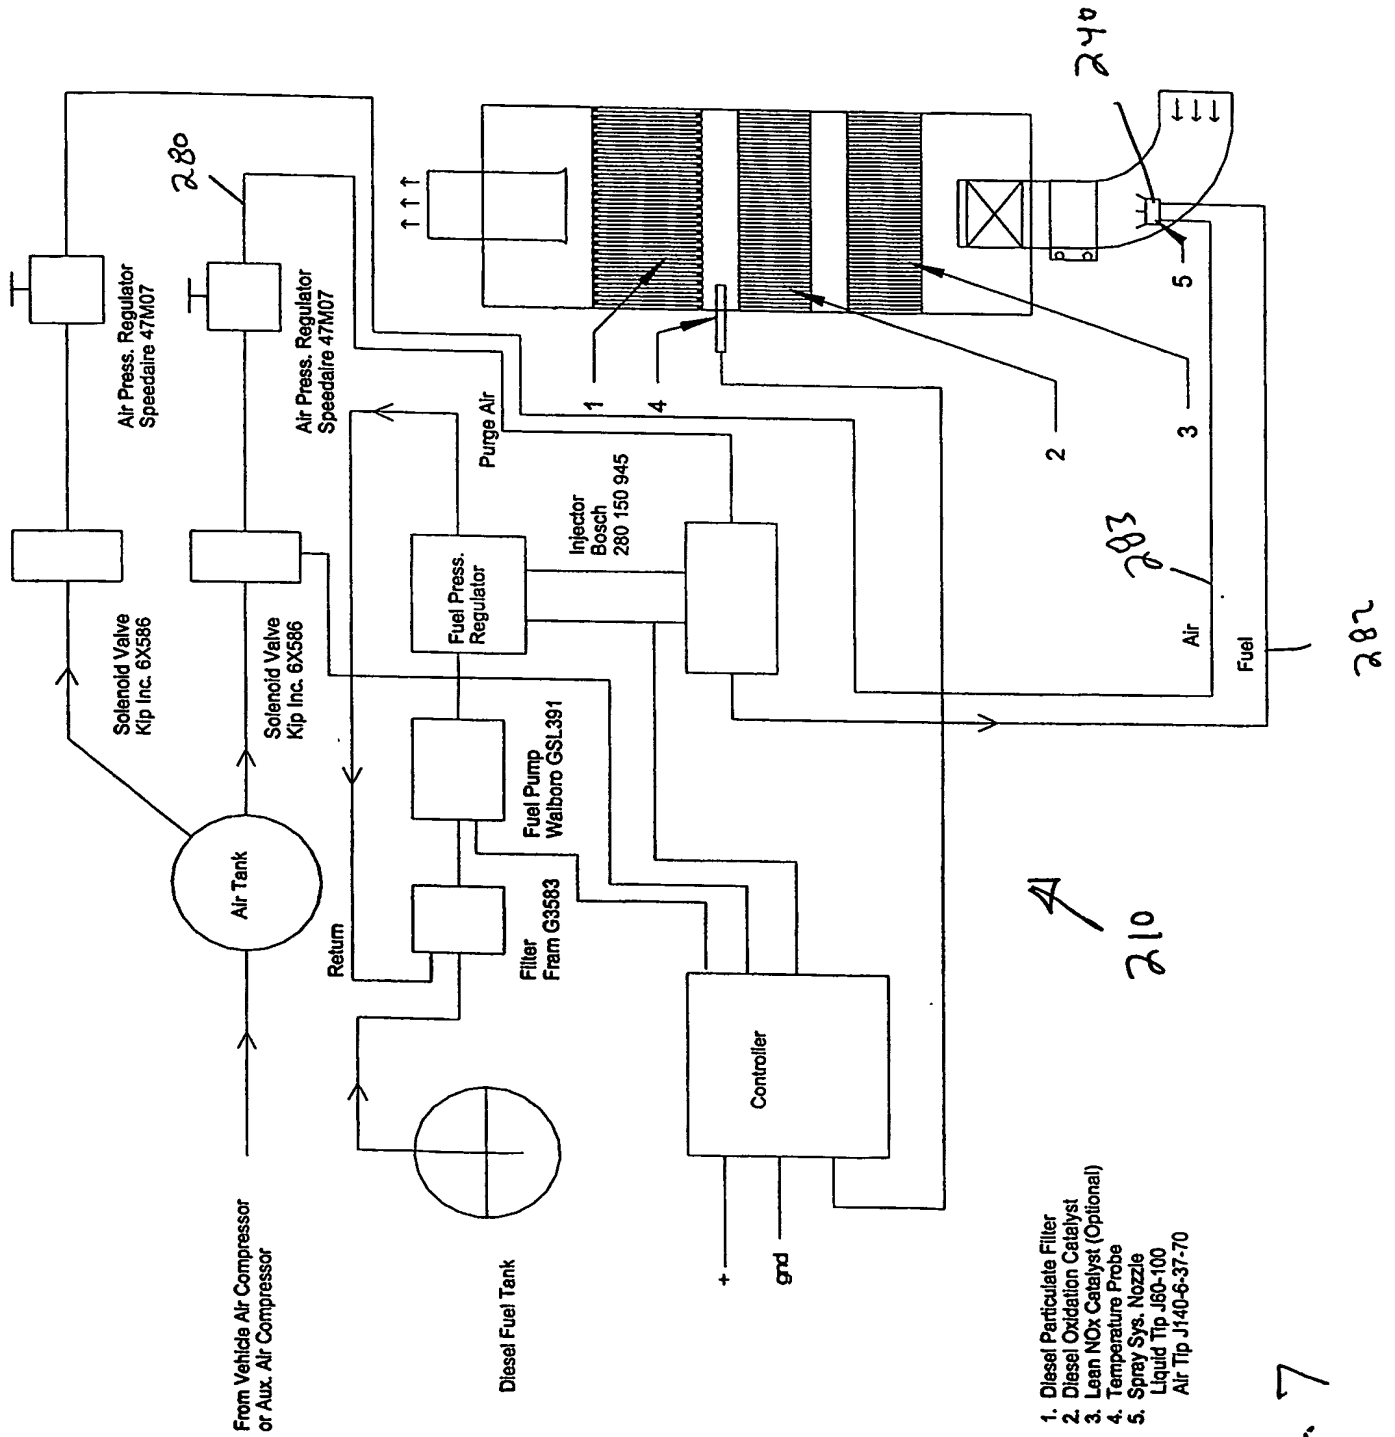 From Vehicle Air Compressor
or Aux. Air Compressor
Air Tank
Solenoid Valve
Kip Inc. 6X586
Air Press. Regulator
Speedaire 47M07
Solenoid Valve
Kip Inc. 6X586
Air Press. Regulator
Speedaire 47M07
280
Return
Diesel Fuel Tank
Filter
Fram G3583
Fuel Pump
Walboro GSL391
Fuel Press.
Regulator
Purge Air
Injector
Bosch
280 150 945
Controller
+
gnd
1
4
2
3
5
240
Air
283
Fuel
282
210
1. Diesel Particulate Filter
2. Diesel Oxidation Catalyst
3. Lean NOx Catalyst (Optional)
4. Temperature Probe
5. Spray Sys. Nozzle
Liquid Tip J60-100
Air Tip J140-6-37-70
7